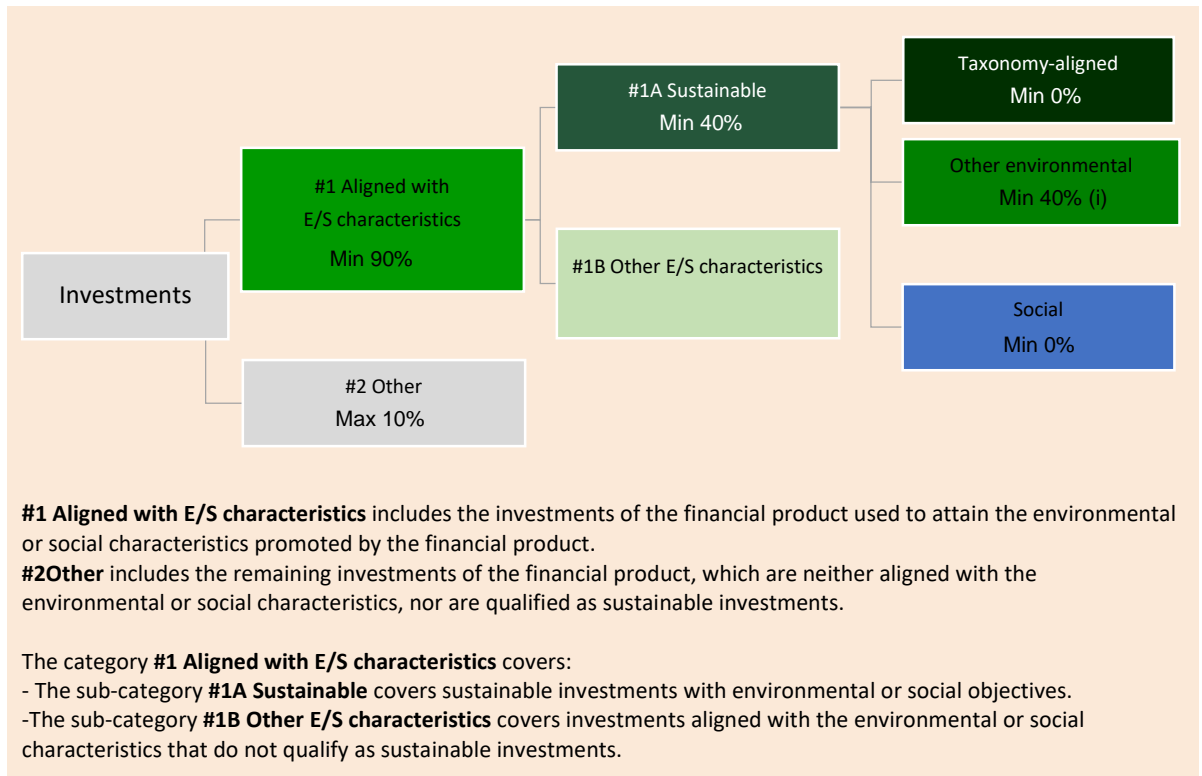 Investments
#1 Aligned with
E/S characteristics
Min 90%
#2 Other
Max 10%
#1A Sustainable
Min 40%
#1B Other E/S characteristics
Taxonomy-aligned
Min 0%
Other environmental
Min 40% (i)
Social
Min 0%
#1 Aligned with E/S characteristics includes the investments of the financial product used to attain the environmental
or social characteristics promoted by the financial product.
#2Other includes the remaining investments of the financial product, which are neither aligned with the
environmental or social characteristics, nor are qualified as sustainable investments.
The category #1 Aligned with E/S characteristics covers:
- The sub-category #1A Sustainable covers sustainable investments with environmental or social objectives.
-The sub-category #1B Other E/S characteristics covers investments aligned with the environmental or social
characteristics that do not qualify as sustainable investments.